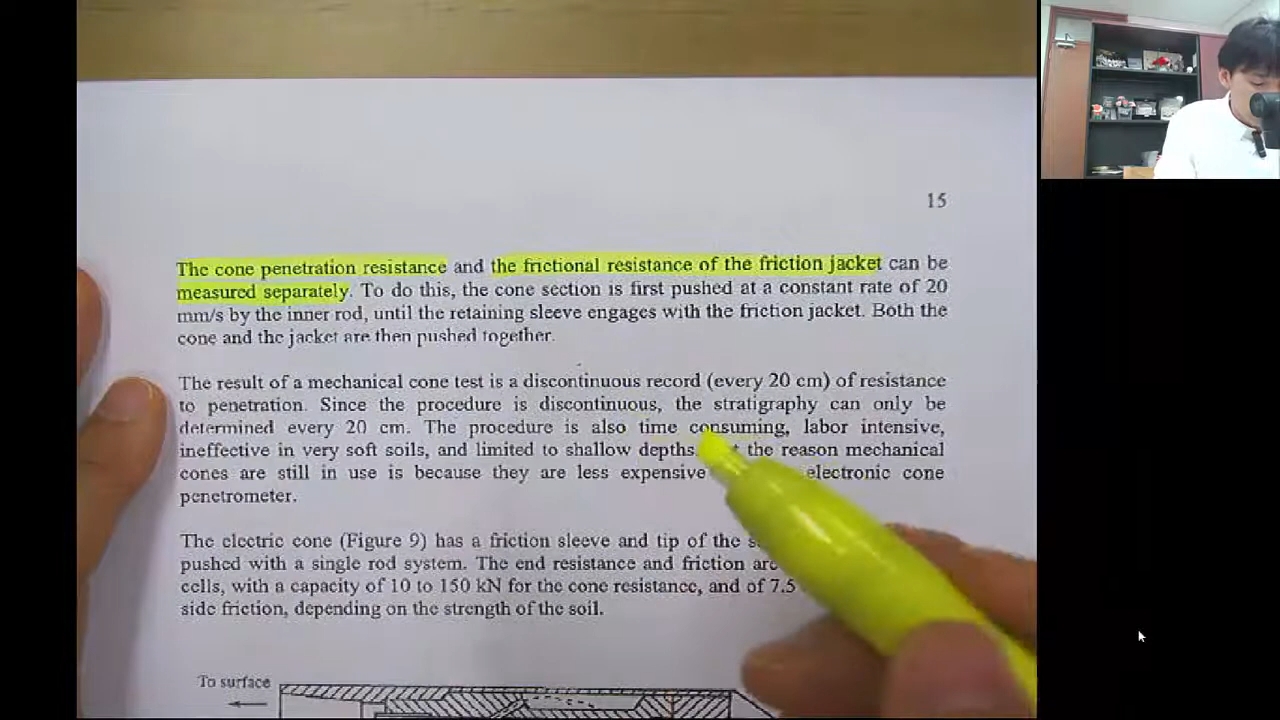 15
The cone penetration resistance and the frictional resistance of the friction jacket can be
measured separately. To do this, the cone section is first pushed at a constant rate of 20
mm/s by the inner rod, until the retaining sleeve engages with the friction jacket. Both the
cone and the jacket are then pushed together.
The result of a mechanical cone test is a discontinuous record (every 20 cm) of resistance
to penetration. Since the procedure is discontinuous, the stratigraphy can only be
determined every 20 cm. The procedure is also time consuming, labor intensive,
ineffective in very soft soils, and limited to shallow depths. the reason mechanical
cones are still in use is because they are less expensive electronic cone
penetrometer.
The electric cone (Figure 9) has a friction sleeve and tip of the
pushed with a single rod system. The end resistance and friction are
cells, with a capacity of 10 to 150 kN for the cone resistance, and of 7.5
side friction, depending on the strength of the soil.
To surface